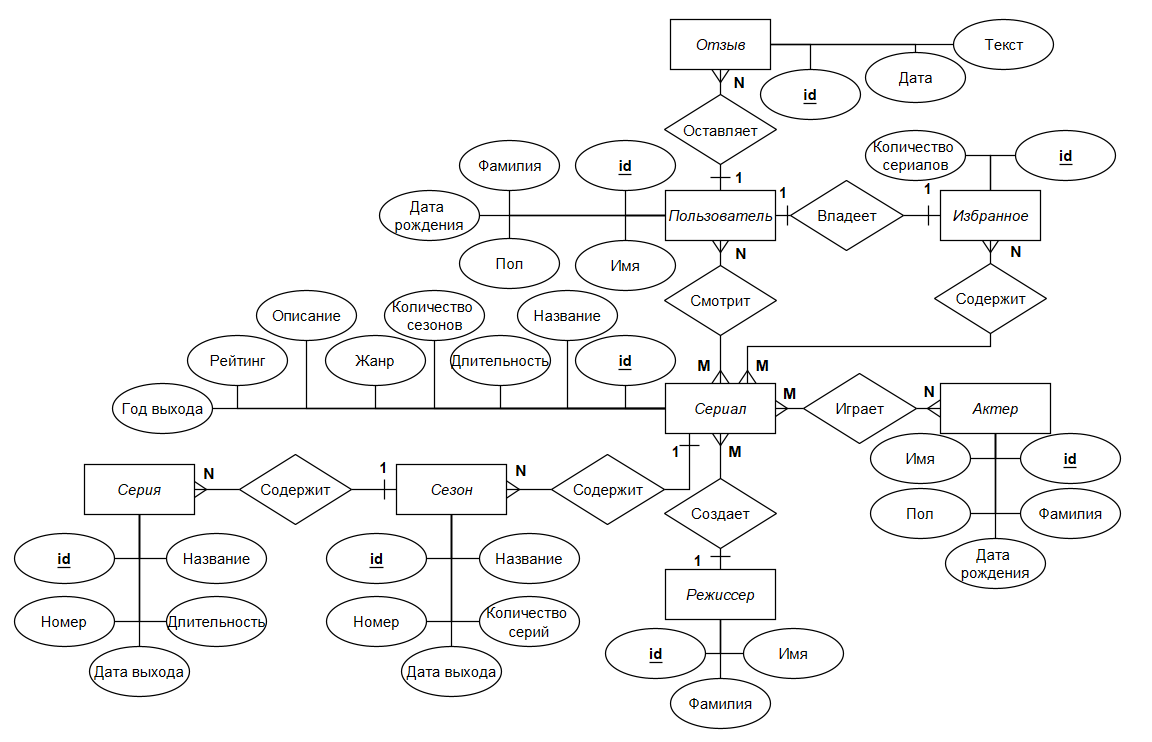 Отзыв
Текст
Дата
id
N
Оставляет
1
Фамилия
id
Дата
рождения
Пол
Имя
Пользователь
1
Владеет
1
Количество
сериалов
id
Избранное
N
N
Смотрит
Содержит
M
M
Описание
Количество
сезонов
Название
Рейтинг
Жанр
Длительность
id
Год выхода
Сериал
M
Играет
N
Актер
Имя
id
Пол
Фамилия
Дата
рождения
1
M
Серия
N
Содержит
1
Сезон
N
Содержит
Создает
1
id
Название
Номер
Длительность
Дата выхода
id
Название
Номер
Количество
серий
Дата выхода
Режиссер
id
Имя
Фамилия